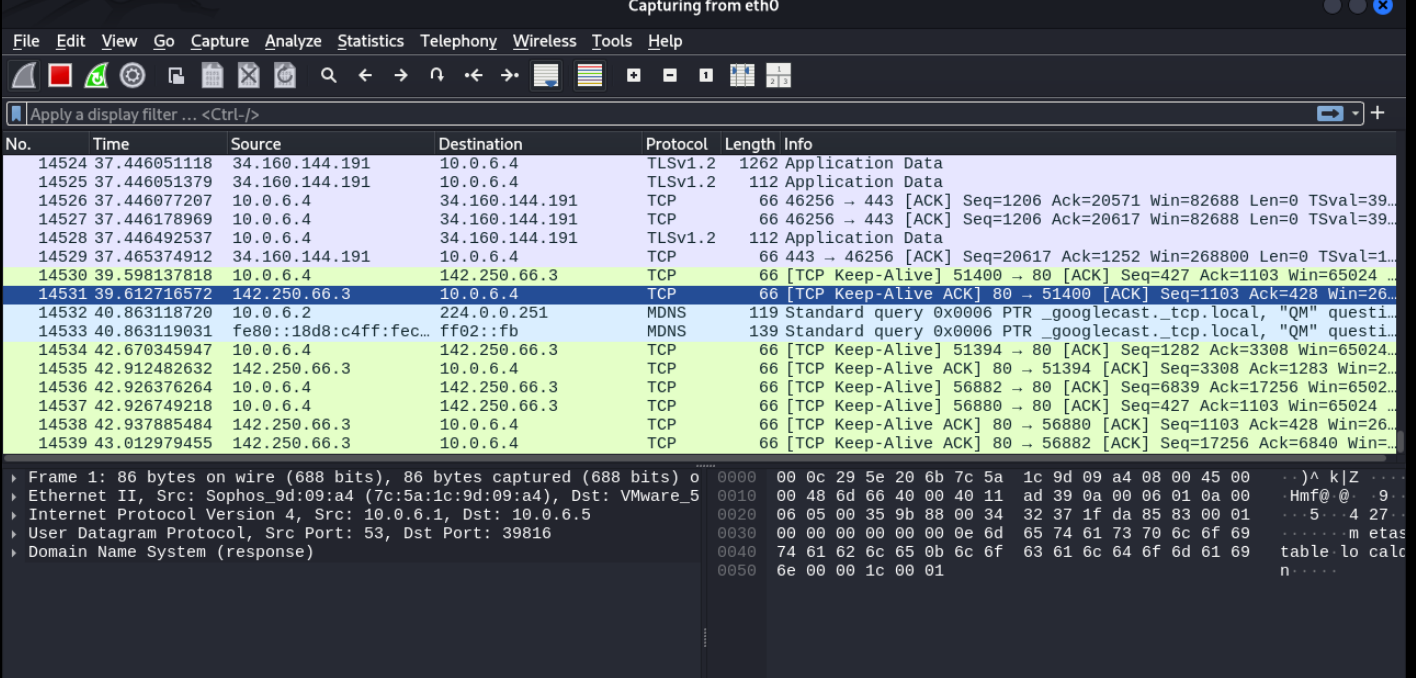 Capturing from eth0
File Edit View Go Capture Analyze Statistics Telephony Wireless Tools Help
Apply a display filter … <Ctrl-/>
No. Time Source Destination Protocol Length Info
14524 37.446051118 34.160.144.191 10.0.6.4 TLSv1.2 1262 Application Data
14525 37.446051379 34.160.144.191 10.0.6.4 TLSv1.2 112 Application Data
14526 37.446077207 10.0.6.4 34.160.144.191 TCP 66 46256 → 443 [ACK] Seq=1206 Ack=20571 Win=82688 Len=0 TSval=39…
14527 37.446178969 10.0.6.4 34.160.144.191 TCP 66 46256 → 443 [ACK] Seq=1206 Ack=20617 Win=82688 Len=0 TSval=39…
14528 37.446492537 10.0.6.4 34.160.144.191 TLSv1.2 112 Application Data
14529 37.465374912 34.160.144.191 10.0.6.4 TCP 66 443 → 46256 [ACK] Seq=20617 Ack=1252 Win=268800 Len=0 TSval=1…
14530 39.598137818 10.0.6.4 142.250.66.3 TCP 66 [TCP Keep-Alive] 51400 → 80 [ACK] Seq=427 Ack=1103 Win=65024 …
14531 39.612716572 142.250.66.3 10.0.6.4 TCP 66 [TCP Keep-Alive ACK] 80 → 51400 [ACK] Seq=1103 Ack=428 Win=26…
14532 40.863118720 10.0.6.2 224.0.0.251 MDNS 119 Standard query 0x0006 PTR _googlecast._tcp.local, "QM" questi…
14533 40.863119031 fe80::18d8:c4ff:fec… ff02::fb MDNS 139 Standard query 0x0006 PTR _googlecast._tcp.local, "QM" questi…
14534 42.670345947 10.0.6.4 142.250.66.3 TCP 66 [TCP Keep-Alive] 51394 → 80 [ACK] Seq=1282 Ack=3308 Win=65024…
14535 42.912482632 142.250.66.3 10.0.6.4 TCP 66 [TCP Keep-Alive ACK] 80 → 51394 [ACK] Seq=3308 Ack=1283 Win=2…
14536 42.926376264 10.0.6.4 142.250.66.3 TCP 66 [TCP Keep-Alive] 56882 → 80 [ACK] Seq=6839 Ack=17256 Win=6502…
14537 42.926749218 10.0.6.4 142.250.66.3 TCP 66 [TCP Keep-Alive] 56880 → 80 [ACK] Seq=427 Ack=1103 Win=65024 …
14538 42.937885484 142.250.66.3 10.0.6.4 TCP 66 [TCP Keep-Alive ACK] 80 → 56880 [ACK] Seq=1103 Ack=428 Win=26…
14539 43.012979455 142.250.66.3 10.0.6.4 TCP 66 [TCP Keep-Alive ACK] 80 → 56882 [ACK] Seq=17256 Ack=6840 Win=…
Frame 1: 86 bytes on wire (688 bits), 86 bytes captured (688 bits) o
Ethernet II, Src: Sophos_9d:09:a4 (7c:5a:1c:9d:09:a4), Dst: VMware_5
Internet Protocol Version 4, Src: 10.0.6.1, Dst: 10.0.6.5
User Datagram Protocol, Src Port: 53, Dst Port: 39816
Domain Name System (response)
0000 00 0c 29 5e 20 6b 7c 5a 1c 9d 09 a4 08 00 45 00 ··)^ k|Z ····
0010 00 48 6d 66 40 00 40 11 ad 39 0a 00 06 01 0a 00 ·Hmf@·@· ·9··
0020 06 05 00 35 9b 88 00 34 32 37 1f da 85 83 00 01 ···5···4 27··
0030 00 00 00 00 00 00 0e 6d 65 74 61 73 70 6c 6f 69 ·······m etas
0040 74 61 62 6c 65 0b 6c 6f 63 61 6c 64 6f 6d 61 69 table·lo cald
0050 6e 00 00 1c 00 01 n·····